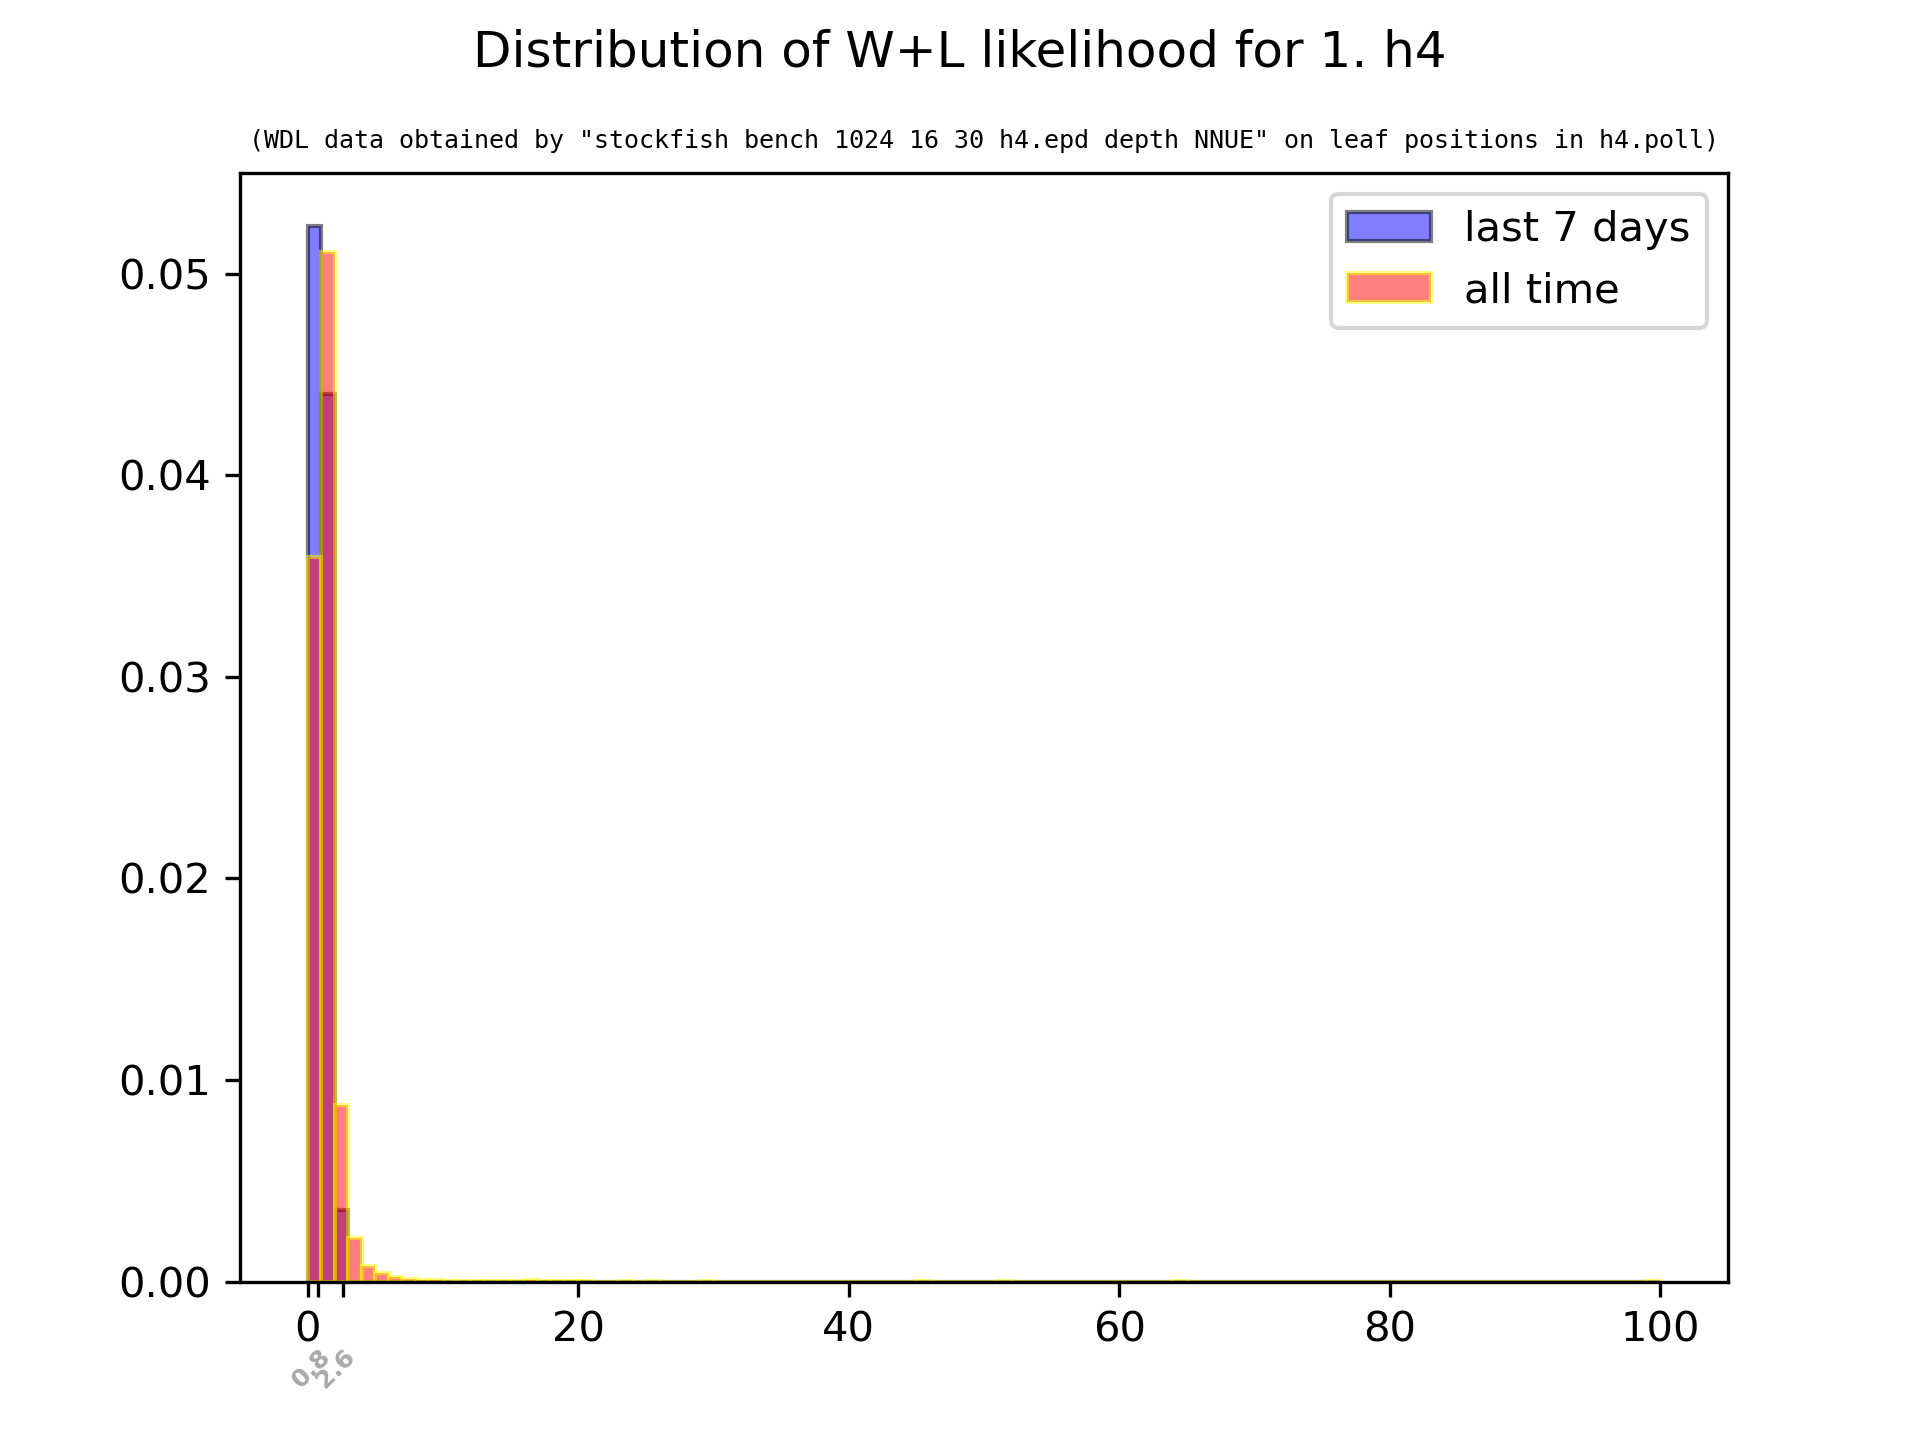 Distribution of W+L likelihood for 1. h4
(WDL data obtained by "stockfish bench 1024 16 30 h4.epd depth NNUE" on leaf positions in h4.poll)
last 7 days
all time
0.05
0.04
0.03
0.02
0.01
0.00
0 20 40 60 80 100
0.8 2.6